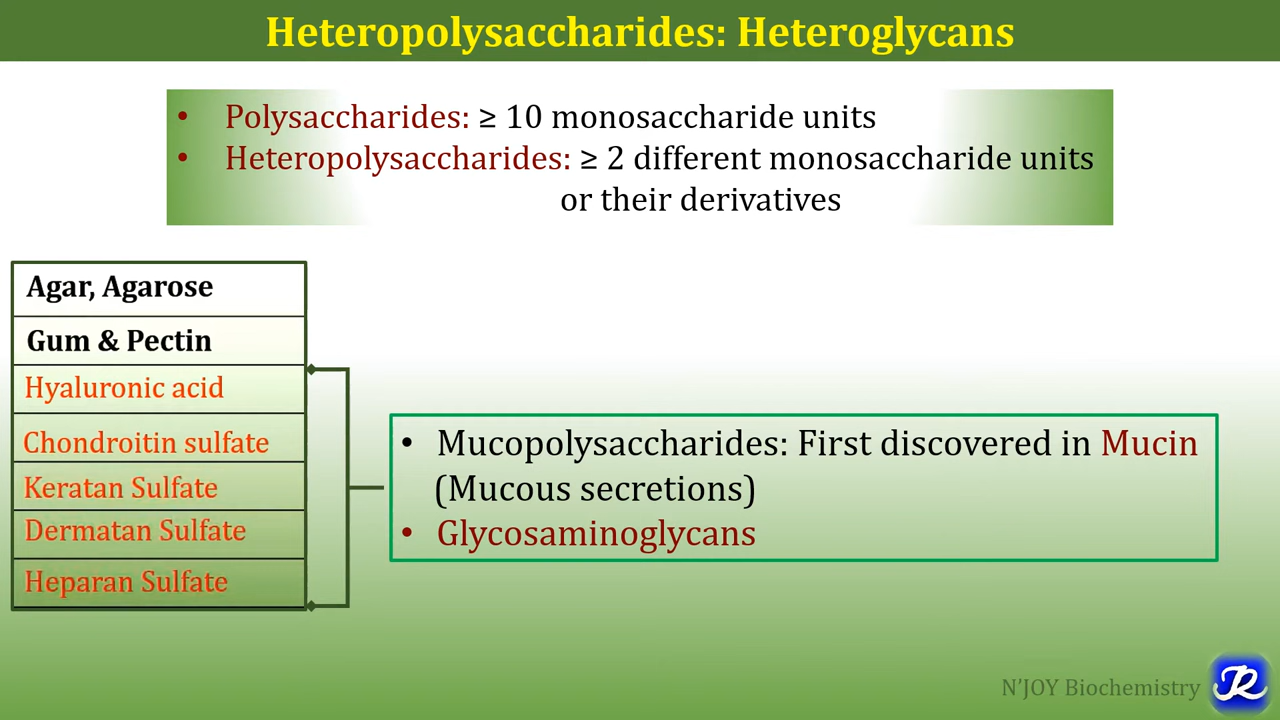 Heteropolysaccharides: Heteroglycans
• Polysaccharides: ≥ 10 monosaccharide units
• Heteropolysaccharides: ≥ 2 different monosaccharide units
or their derivatives
Agar, Agarose
Gum & Pectin
Hyaluronic acid
Chondroitin sulfate
Keratan Sulfate
Dermatan Sulfate
Heparan Sulfate
• Mucopolysaccharides: First discovered in Mucin
(Mucous secretions)
• Glycosaminoglycans
N’JOY Biochemistry